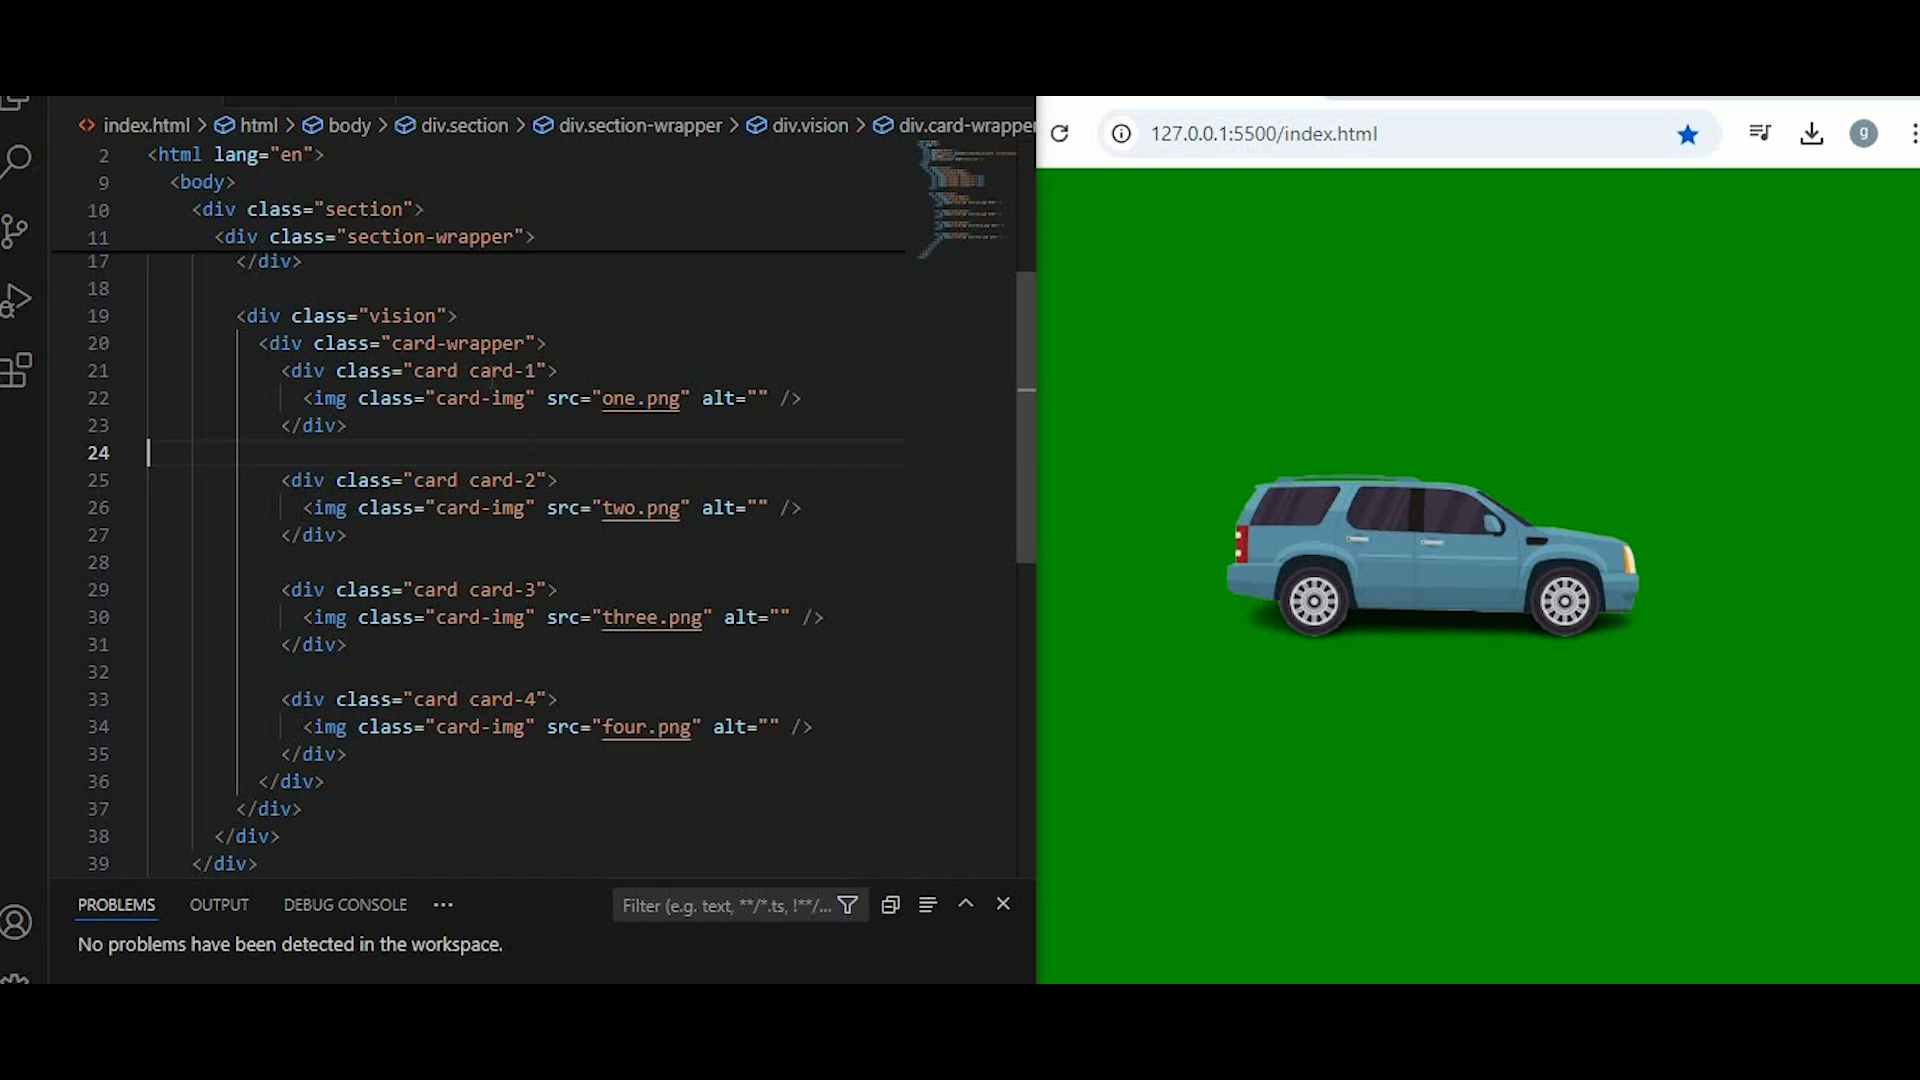 index.html > html > body > div.section > div.section-wrapper > div.vision > div.card-wrapper
127.0.0.1:5500/index.html
g
2 <html lang="en">
9 <body>
10 <div class="section">
11 <div class="section-wrapper">
17 </div>
18
19 <div class="vision">
20 <div class="card-wrapper">
21 <div class="card card-1">
22 <img class="card-img" src="one.png" alt="" />
23 </div>
24
25 <div class="card card-2">
26 <img class="card-img" src="two.png" alt="" />
27 </div>
28
29 <div class="card card-3">
30 <img class="card-img" src="three.png" alt="" />
31 </div>
32
33 <div class="card card-4">
34 <img class="card-img" src="four.png" alt="" />
35 </div>
36 </div>
37 </div>
38 </div>
39 </div>
PROBLEMS OUTPUT DEBUG CONSOLE ··· Filter (e.g. text, **/*.ts, !**/...
No problems have been detected in the workspace.